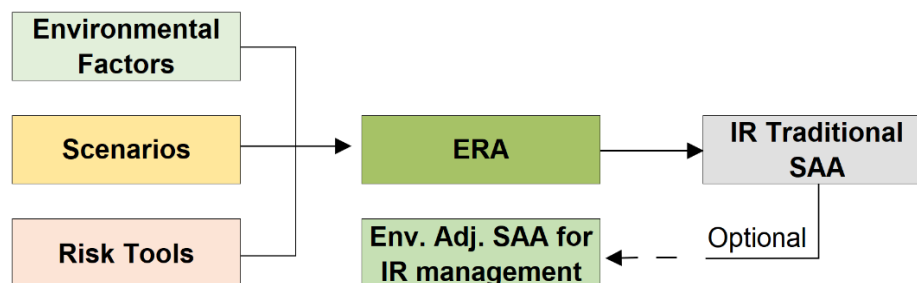 Environmental
Factors
Scenarios
ERA
IR Traditional
SAA
Risk Tools
Env. Adj. SAA for
IR management
Optional